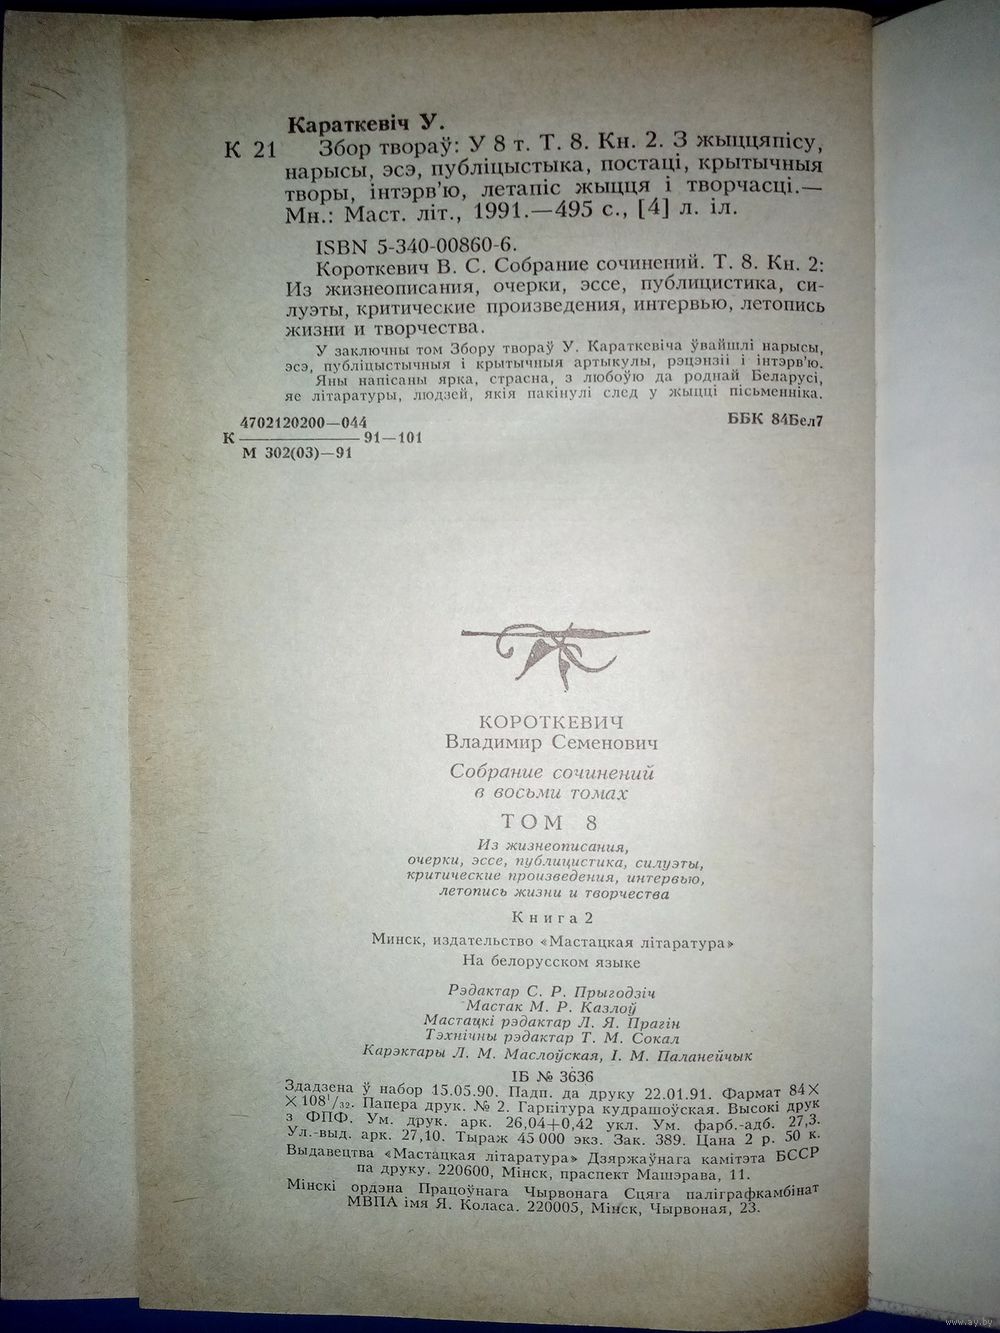 Караткевіч У.
К 21 Збор твораў: У 8 т. Т. 8. Кн. 2. З жыццяпісу,
нарысы, эсэ, публіцыстыка, постаці, крытычныя
творы, інтэрв'ю, летапіс жыцця і творчасці.—
Мн.: Маст. літ., 1991.—495 с., [4] л. іл.
ISBN 5-340-00860-6.
Короткевич В. С. Собрание сочинений. Т. 8. Кн. 2:
Из жизнеописания, очерки, эссе, публицистика, си-
луэты, критические произведения, интервью, летопись
жизни и творчества.
У заключны том Збору твораў У. Караткевіча ўвайшлі нарысы,
эсэ, публіцыстычныя і крытычныя артыкулы, рэцэнзіі і інтэрв'ю.
Яны напісаны ярка, страсна, з любоўю да роднай Беларусі,
яе літаратуры, людзей, якія пакінулі след у жыцці пісьменніка.
4702120200—044
К ———— 91—101
М 302(03)—91
ББК 84Бел7
КОРОТКЕВИЧ
Владимир Семенович
Собрание сочинений
в восьми томах
ТОМ 8
Из жизнеописания,
очерки, эссе, публицистика, силуэты,
критические произведения, интервью,
летопись жизни и творчества
Книга 2
Минск, издательство «Мастацкая літаратура»
На белорусском языке
Рэдактар С. Р. Прыгодзіч
Мастак М. Р. Казлоў
Мастацкі рэдактар Л. Я. Прагін
Тэхнічны рэдактар Т. М. Сокал
Карэктары Л. М. Маслоўская, І. М. Паланейчык
ІБ № 3636
Здадзена ў набор 15.05.90. Падп. да друку 22.01.91. Фармат 84×
×108¹/₃₂. Папера друк. № 2. Гарнітура кудрашоўская. Высокі друк
з ФПФ. Ум. друк. арк. 26,04+0,42 укл. Ум. фарб.-адб. 27,3.
Ул.-выд. арк. 27,10. Тыраж 45 000 экз. Зак. 389. Цана 2 р. 50 к.
Выдавецтва «Мастацкая літаратура» Дзяржаўнага камітэта БССР
па друку. 220600, Мінск, праспект Машэрава, 11.
Мінскі ордэна Працоўнага Чырвонага Сцяга паліграфкамбінат
МВПА імя Я. Коласа. 220005, Мінск, Чырвоная, 23.
www.ay.by